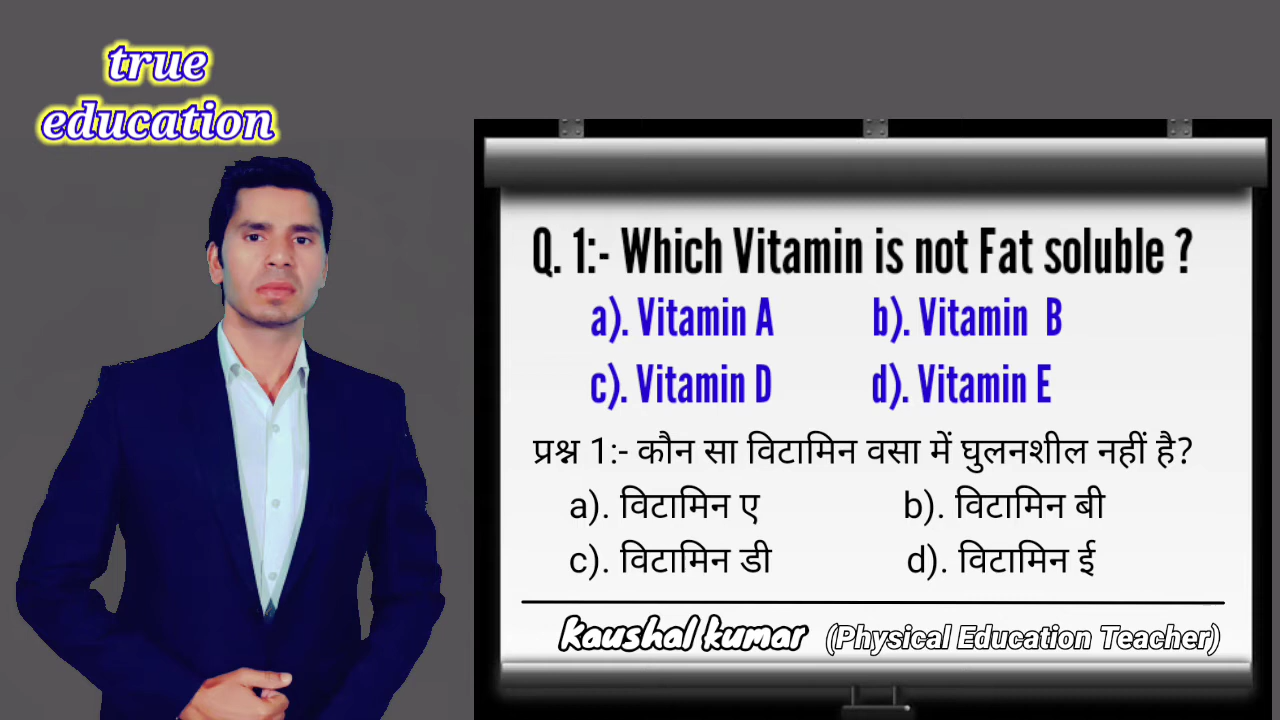 true
education
Q. 1:- Which Vitamin is not Fat soluble ?
a). Vitamin A b). Vitamin B
c). Vitamin D d). Vitamin E
प्रश्न 1:- कौन सा विटामिन वसा में घुलनशील नहीं है?
a). विटामिन ए b). विटामिन बी
c). विटामिन डी d). विटामिन ई
Kaushal kumar (Physical Education Teacher)